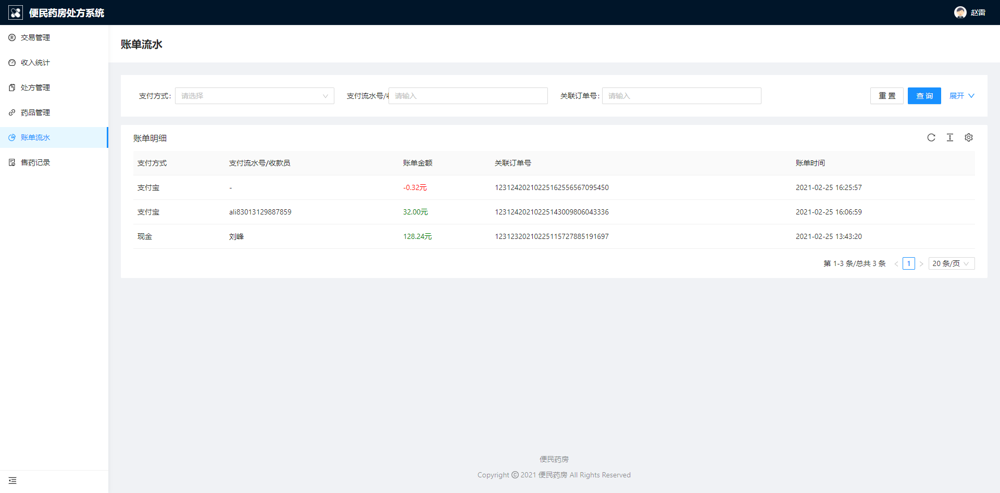 便民药房处方系统
赵雷
交易管理
收入统计
处方管理
药品管理
账单流水
售药记录
账单流水
支付方式: 请选择 支付流水号/ 请输入 关联订单号: 请输入 重置 查询 展开
账单明细
支付方式 支付流水号/收款员 账单金额 关联订单号 账单时间
支付宝 - -0.32元 12312420210225162556567095450 2021-02-25 16:25:57
支付宝 ali83013129887859 32.00元 12312420210225143009806043336 2021-02-25 16:06:59
现金 刘峰 128.24元 12312320210225115727885191697 2021-02-25 13:43:20
第 1-3 条/总共 3 条 < 1 > 20 条/页
便民药房
Copyright © 2021 便民药房 All Rights Reserved